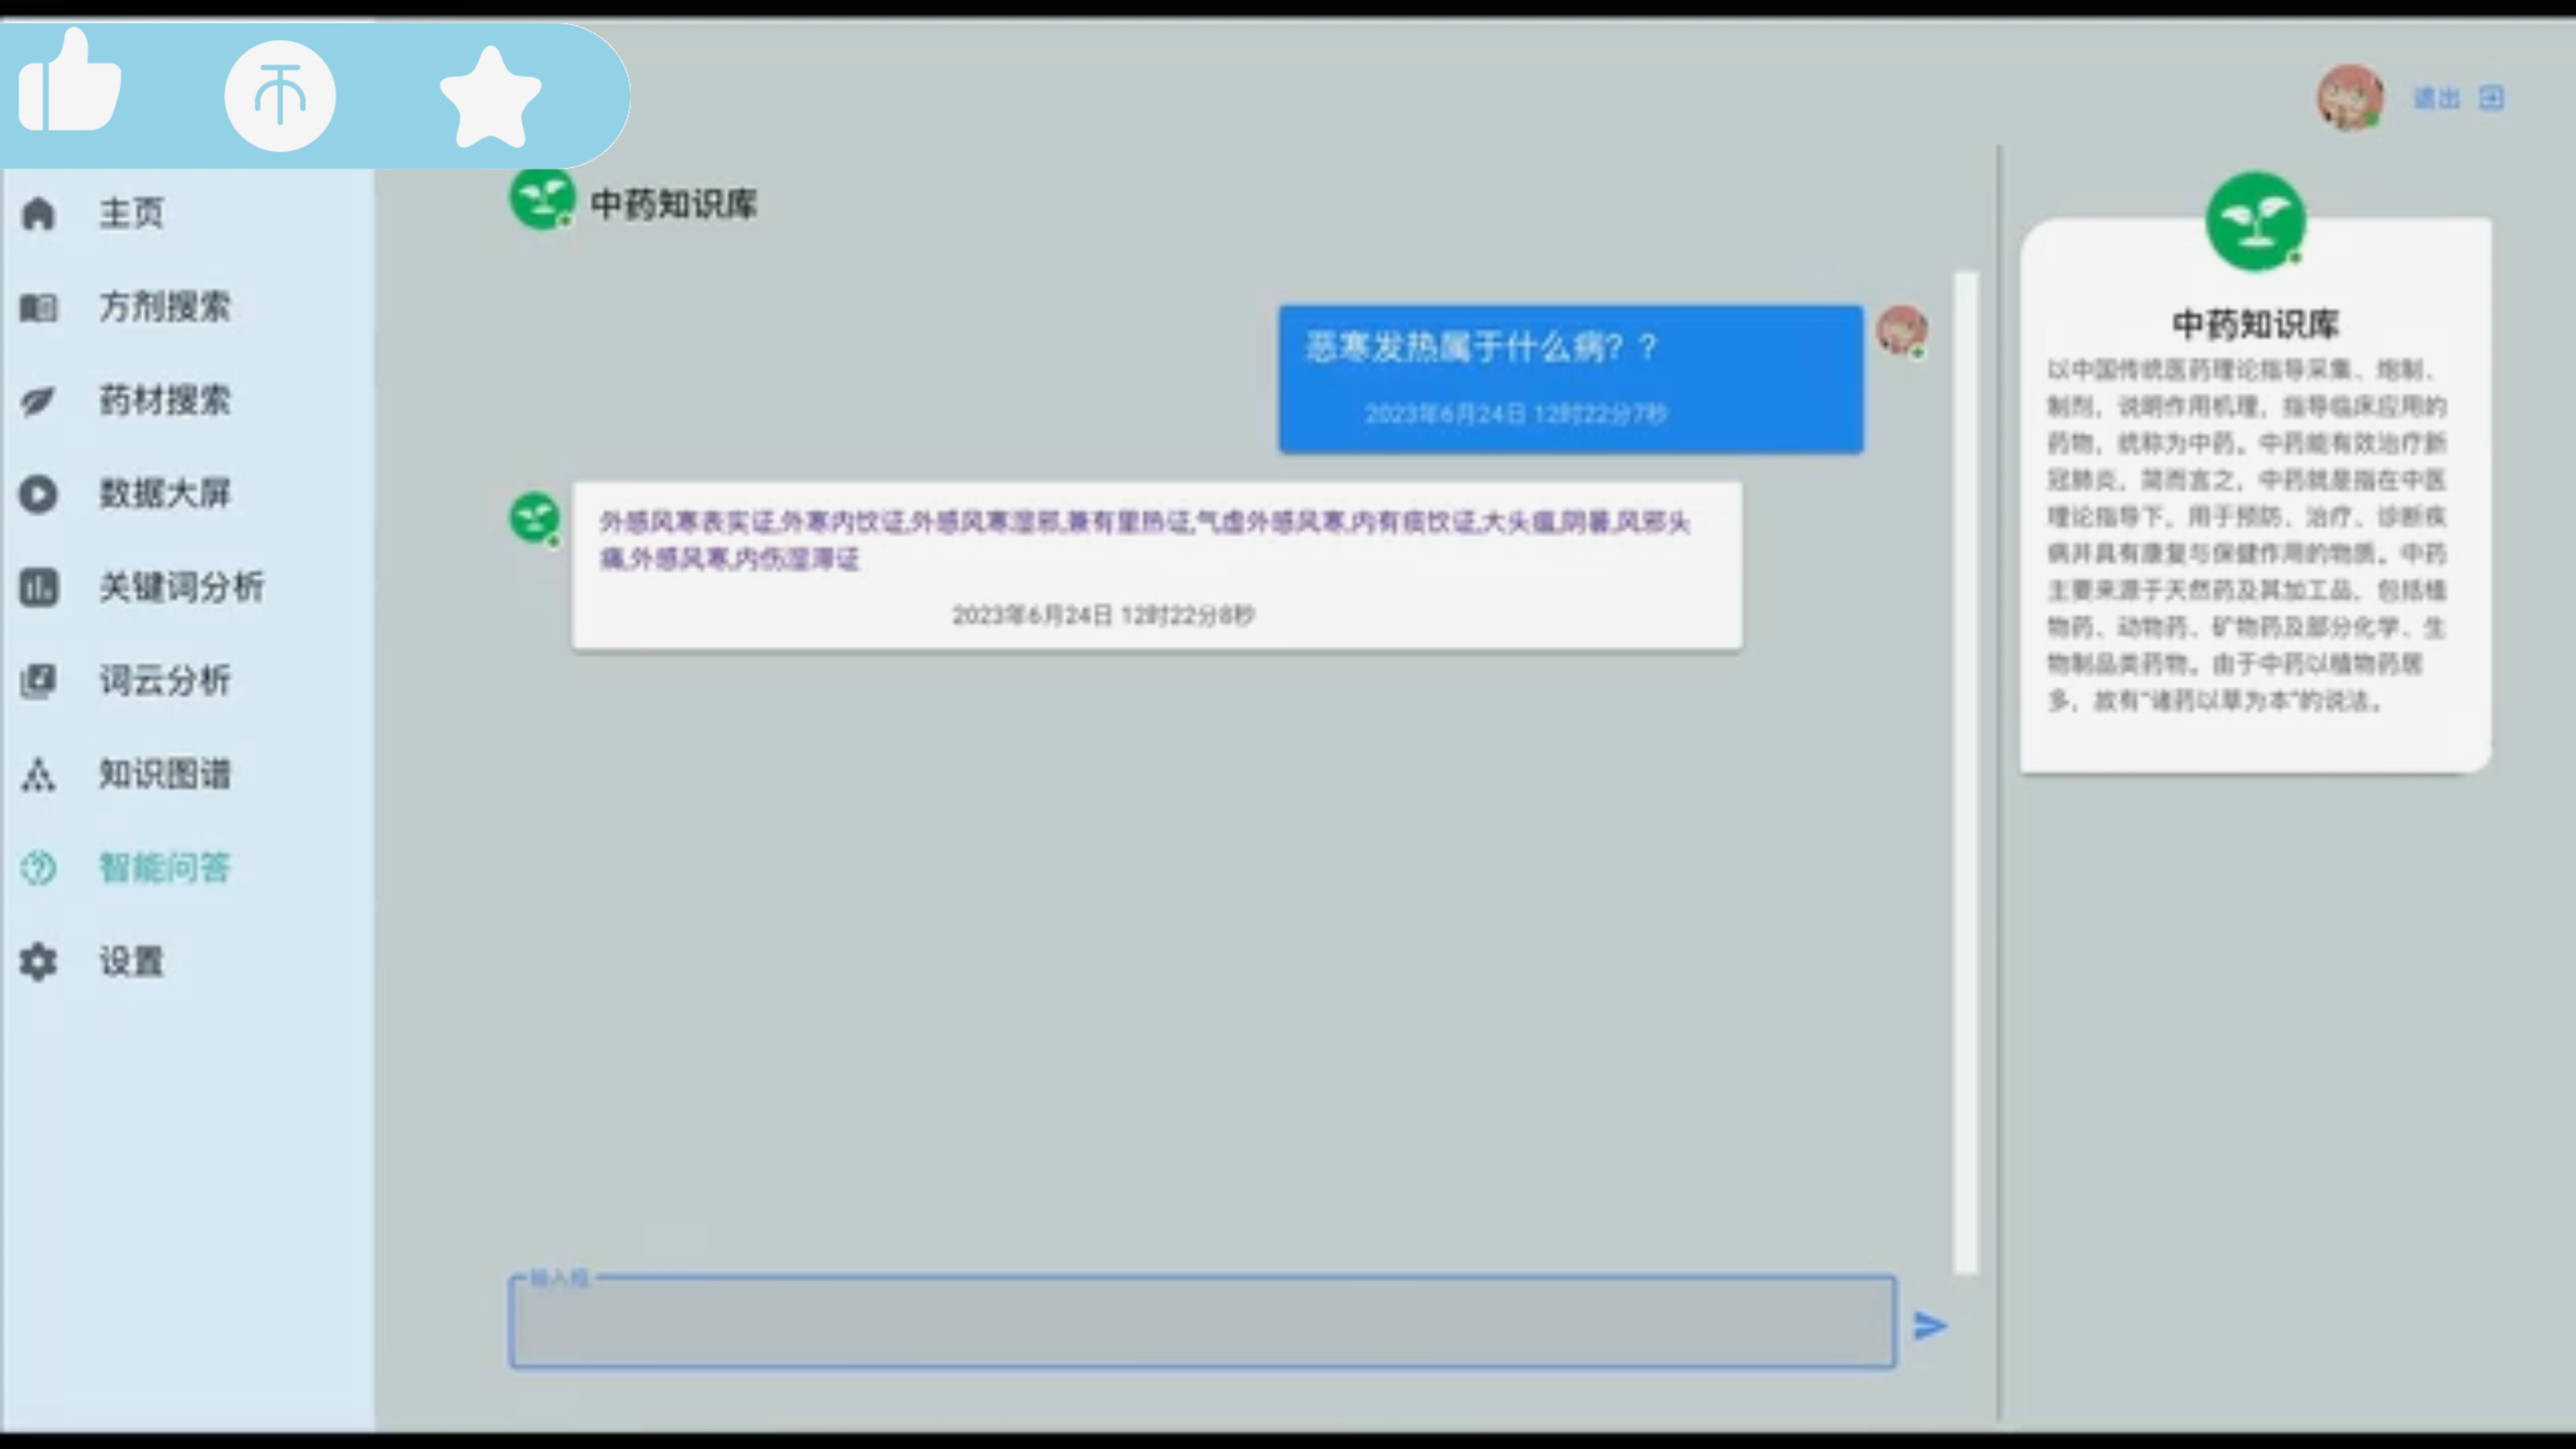 退出
主页
方剂搜索
药材搜索
数据大屏
关键词分析
词云分析
知识图谱
智能问答
设置
中药知识库
恶寒发热属于什么病？？
2023年6月24日 12时22分7秒
外感风寒表实证,外寒内饮证,外感风寒湿邪,兼有里热证,气虚外感风寒,内有痰饮证,大头瘟,阴暑,风邪头
痛,外感风寒,内伤湿滞证
2023年6月24日 12时22分8秒
输入框
中药知识库
以中国传统医药理论指导采集、炮制、
制剂，说明作用机理，指导临床应用的
药物，统称为中药。中药能有效治疗新
冠肺炎。简而言之，中药就是指在中医
理论指导下，用于预防、治疗、诊断疾
病并具有康复与保健作用的物质。中药
主要来源于天然药及其加工品，包括植
物药、动物药、矿物药及部分化学、生
物制品类药物。由于中药以植物药居
多，故有“诸药以草为本”的说法。